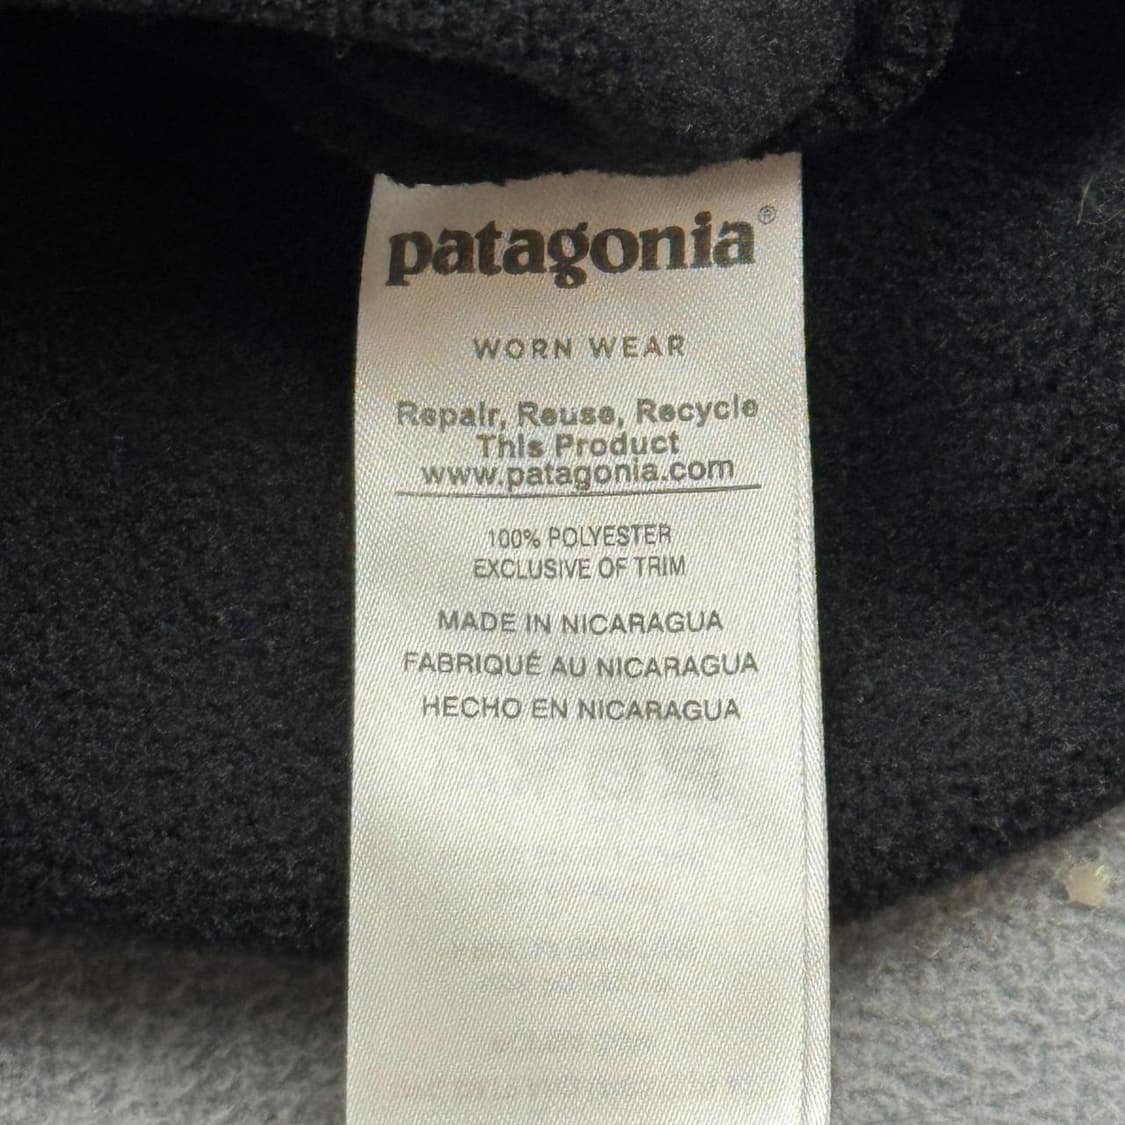 patagonia®
WORN WEAR
Repair, Reuse, Recycle
This Product
www.patagonia.com
100% POLYESTER
EXCLUSIVE OF TRIM
MADE IN NICARAGUA
FABRIQUÉ AU NICARAGUA
HECHO EN NICARAGUA